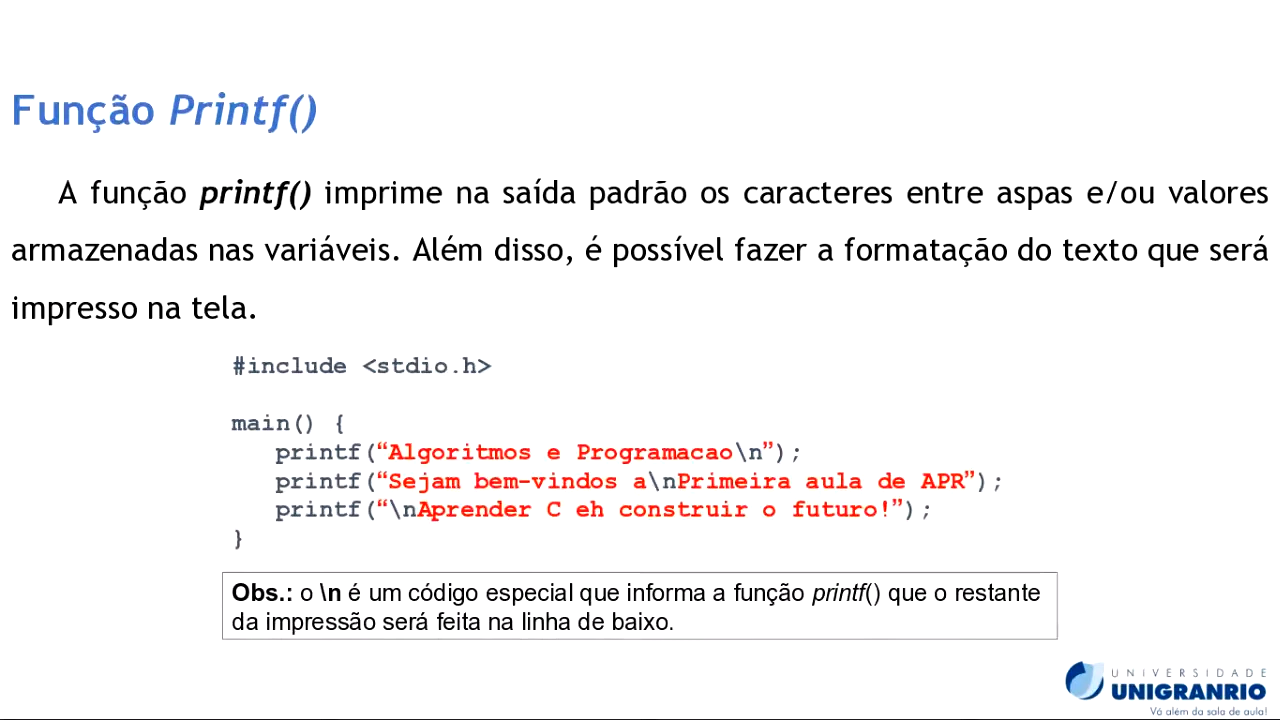 Função Printf()
A função printf() imprime na saída padrão os caracteres entre aspas e/ou valores
armazenadas nas variáveis. Além disso, é possível fazer a formatação do texto que será
impresso na tela.
#include <stdio.h>
main() {
printf(“Algoritmos e Programacao\n”);
printf(“Sejam bem-vindos a\nPrimeira aula de APR”);
printf(“\nAprender C eh construir o futuro!”);
}
Obs.: o \n é um código especial que informa a função printf() que o restante
da impressão será feita na linha de baixo.
UNIVERSIDADE
UNIGRANRIO
Vá além da sala de aula!